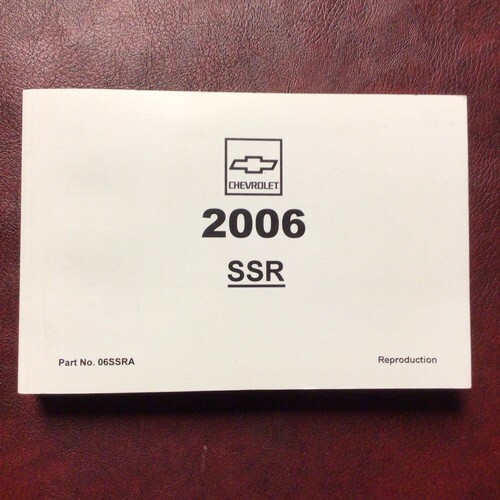 CHEVROLET
2006
SSR
Part No. 06SSRA
Reproduction